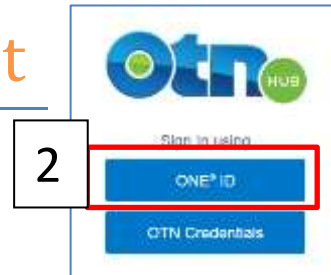 t
otn
HUB
Sign in using
2
ONE® ID
OTN Credentials